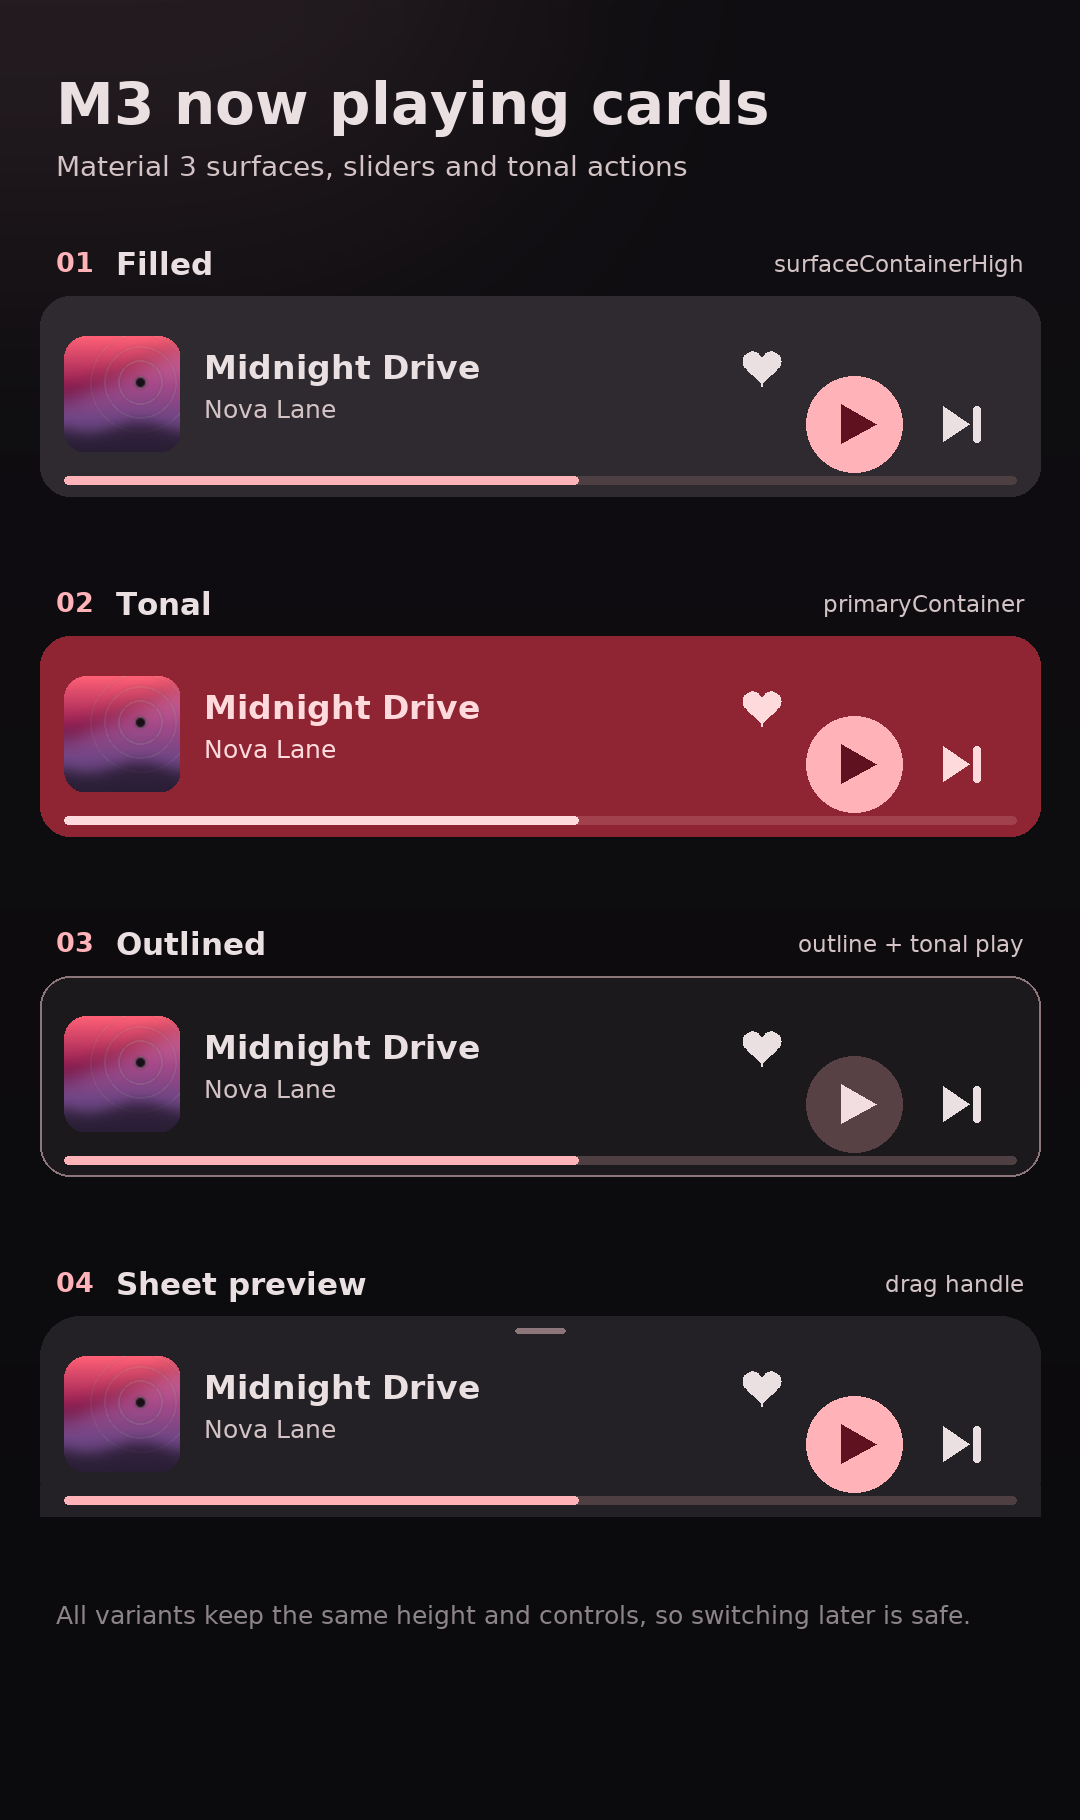 M3 now playing cards
Material 3 surfaces, sliders and tonal actions
01 Filled surfaceContainerHigh
Midnight Drive
Nova Lane
02 Tonal primaryContainer
Midnight Drive
Nova Lane
03 Outlined outline + tonal play
Midnight Drive
Nova Lane
04 Sheet preview drag handle
Midnight Drive
Nova Lane
All variants keep the same height and controls, so switching later is safe.